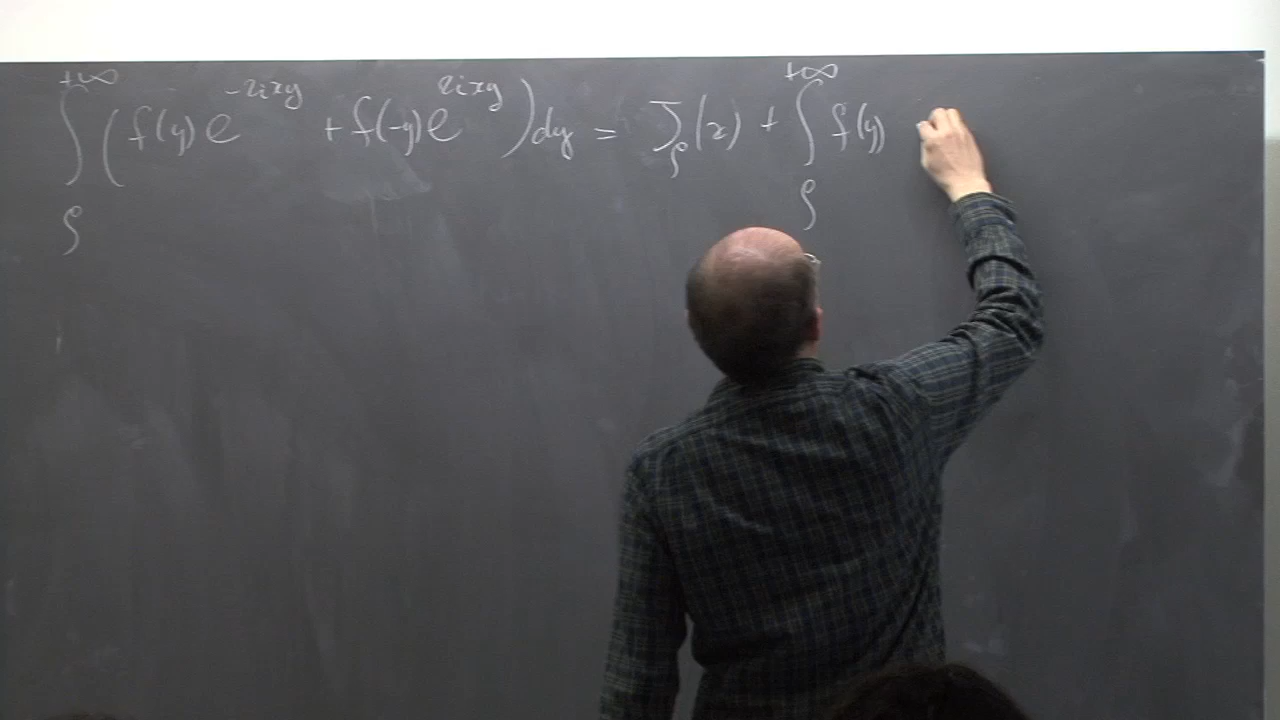 ∫_ρ^{+∞} (f(y)e^{-2ixy} + f(-y)e^{2ixy})dy = J_ρ(x) + ∫_ρ^{+∞} f(y)